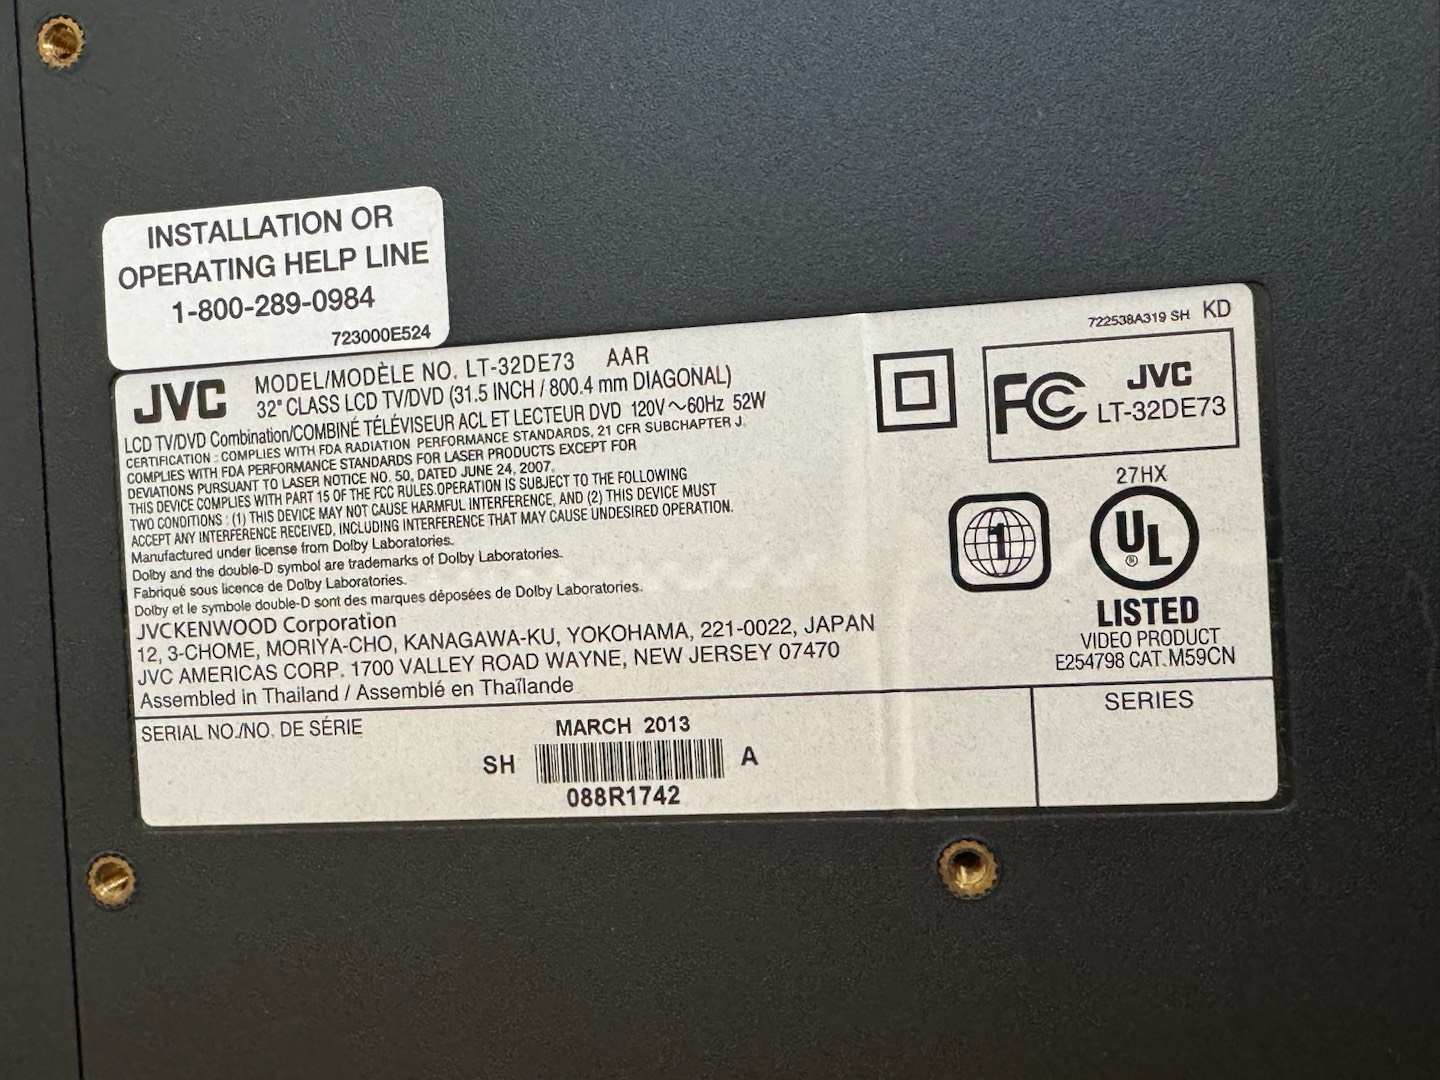 INSTALLATION OR
OPERATING HELP LINE
1-800-289-0984
723000E524
722538A319 SH KD
JVC
MODEL/MODÈLE NO. LT-32DE73 AAR
32" CLASS LCD TV/DVD (31.5 INCH / 800.4 mm DIAGONAL)
LCD TV/DVD Combination/COMBINÉ TÉLÉVISEUR ACL ET LECTEUR DVD 120V~60Hz 52W
CERTIFICATION : COMPLIES WITH FDA RADIATION PERFORMANCE STANDARDS, 21 CFR SUBCHAPTER J.
COMPLIES WITH FDA PERFORMANCE STANDARDS FOR LASER PRODUCTS EXCEPT FOR
DEVIATIONS PURSUANT TO LASER NOTICE NO. 50, DATED JUNE 24, 2007.
THIS DEVICE COMPLIES WITH PART 15 OF THE FCC RULES.OPERATION IS SUBJECT TO THE FOLLOWING
TWO CONDITIONS : (1) THIS DEVICE MAY NOT CAUSE HARMFUL INTERFERENCE, AND (2) THIS DEVICE MUST
ACCEPT ANY INTERFERENCE RECEIVED, INCLUDING INTERFERENCE THAT MAY CAUSE UNDESIRED OPERATION.
Manufactured under license from Dolby Laboratories.
Dolby and the double-D symbol are trademarks of Dolby Laboratories.
Fabriqué sous licence de Dolby Laboratories.
Dolby et le symbole double-D sont des marques déposées de Dolby Laboratories.
JVCKENWOOD Corporation
12, 3-CHOME, MORIYA-CHO, KANAGAWA-KU, YOKOHAMA, 221-0022, JAPAN
JVC AMERICAS CORP. 1700 VALLEY ROAD WAYNE, NEW JERSEY 07470
Assembled in Thailand / Assemblé en Thaïlande
FC JVC
LT-32DE73
27HX
1
UL
®
LISTED
VIDEO PRODUCT
E254798 CAT. M59CN
SERIAL NO./NO. DE SÉRIE
MARCH 2013
SH A
088R1742
SERIES